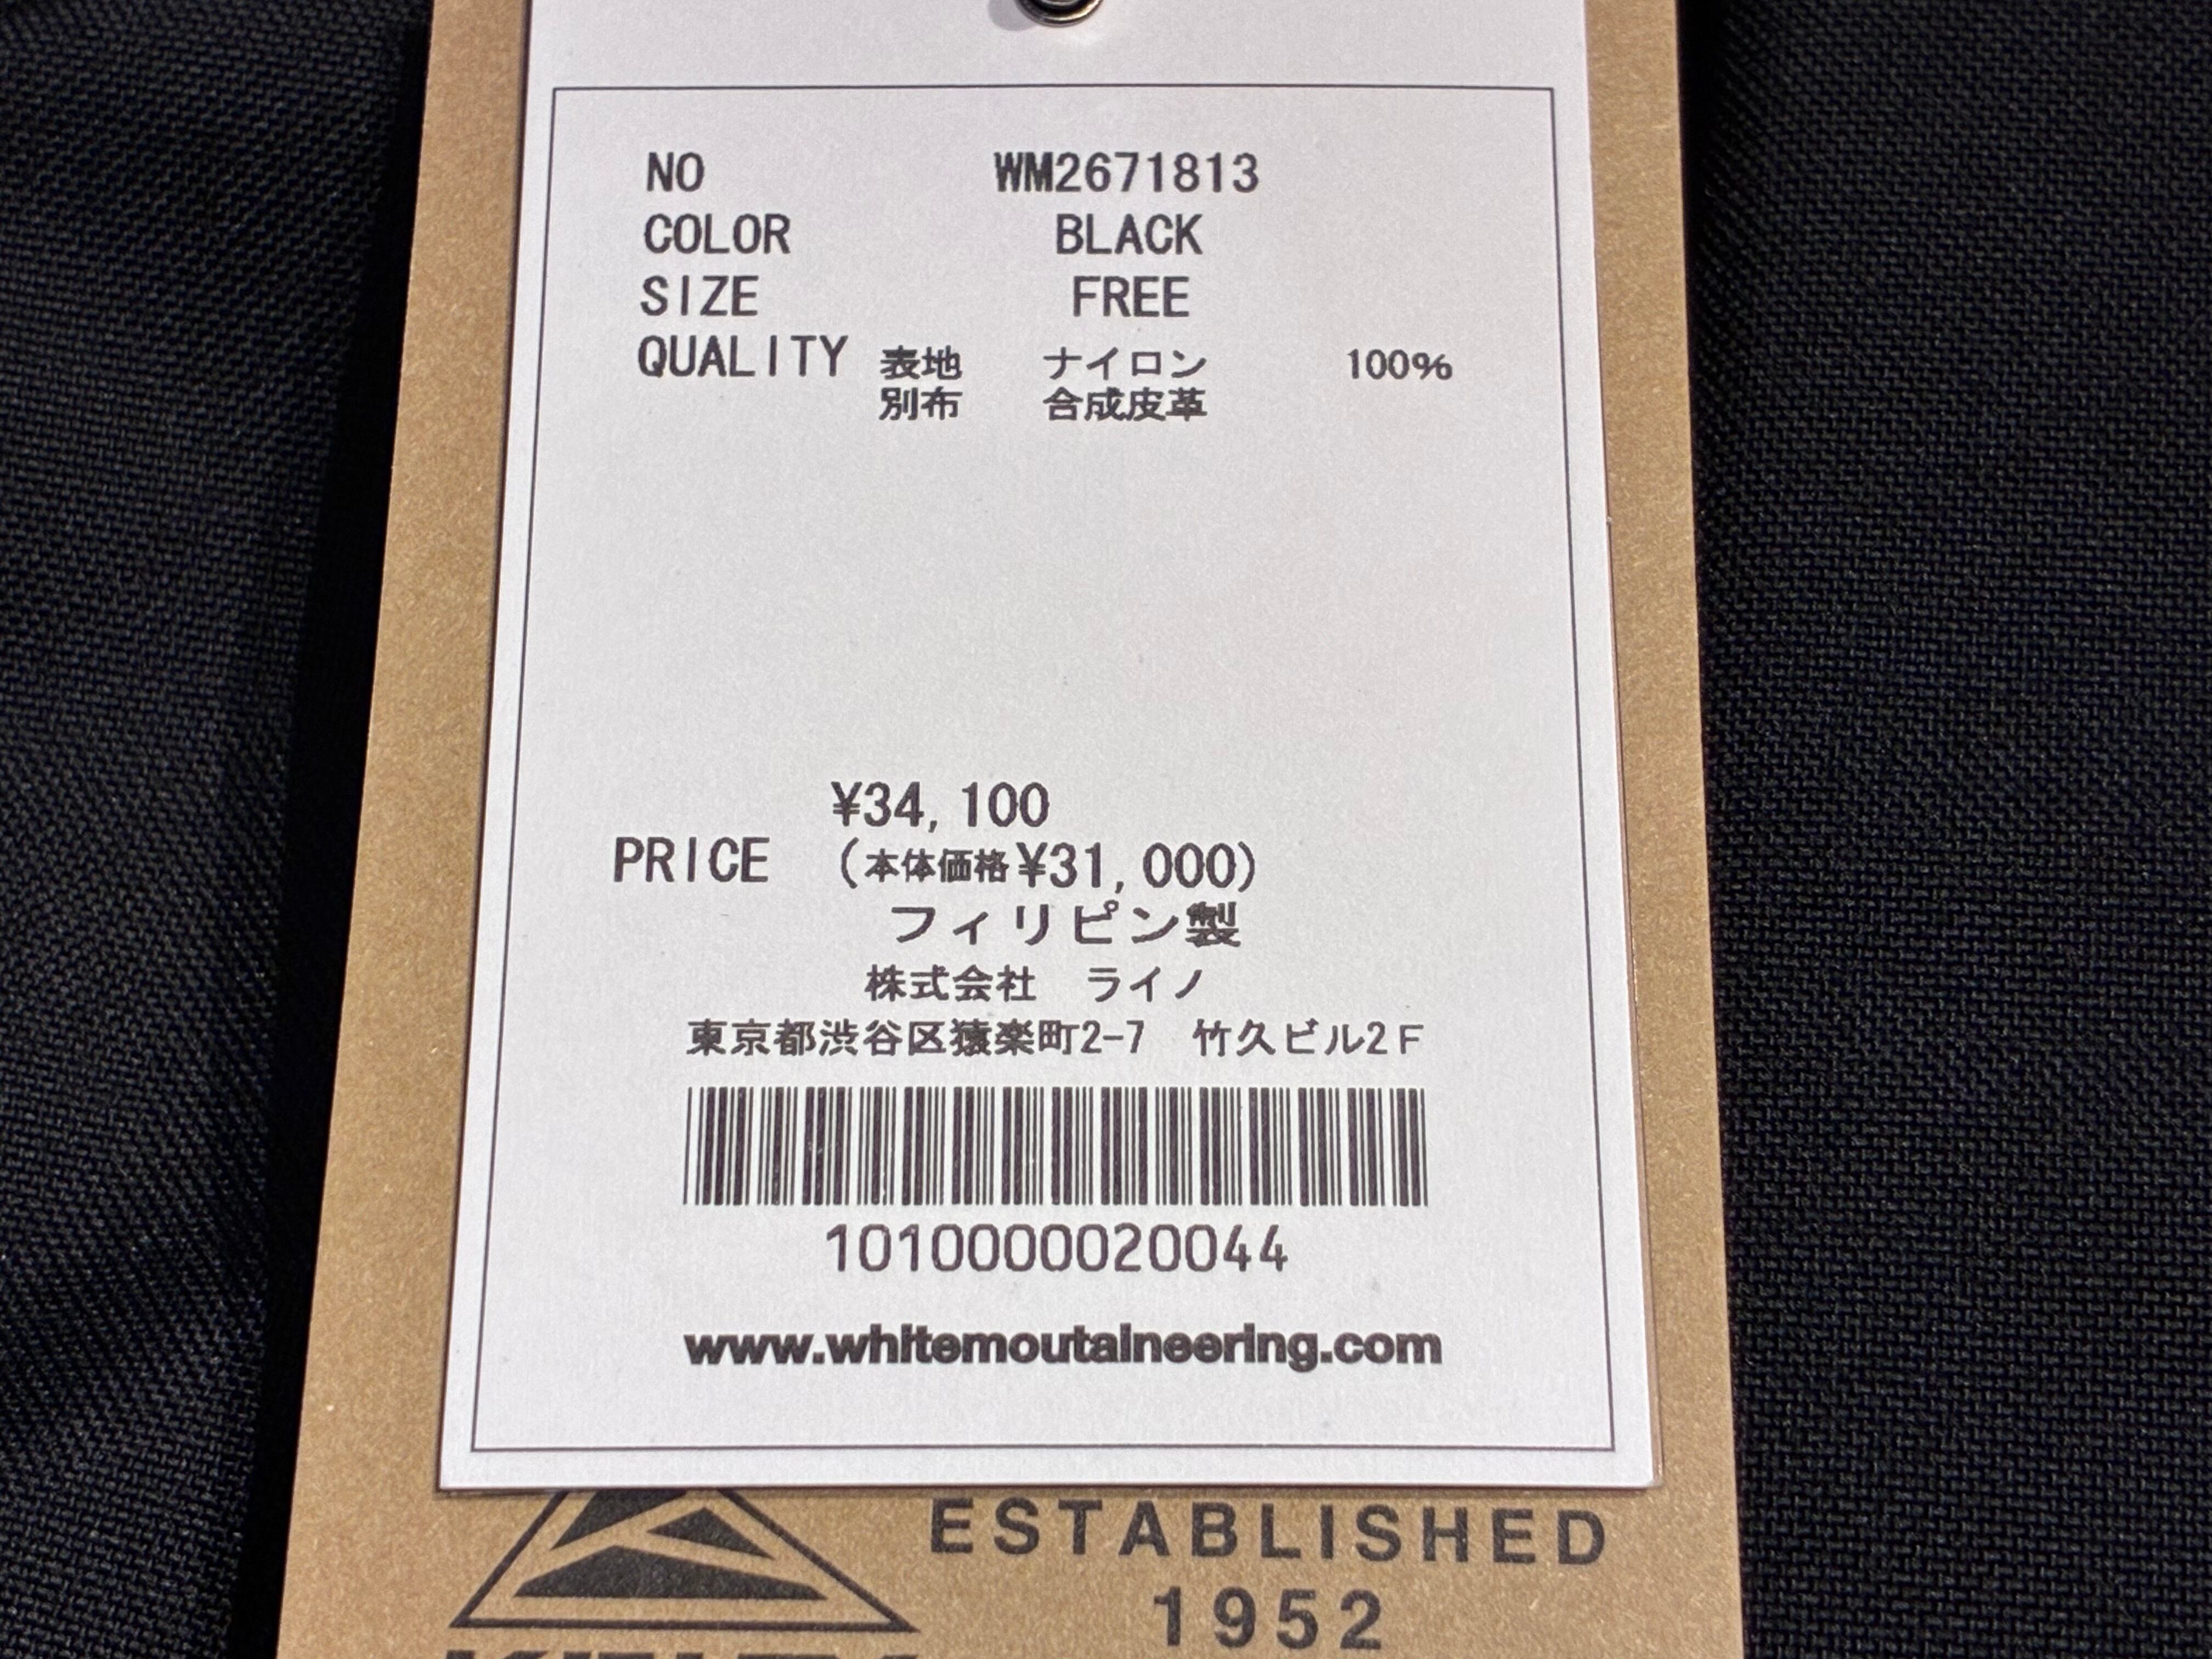 NO WM2671813
COLOR BLACK
SIZE FREE
QUALITY 表地 ナイロン 100%
別布 合成皮革
¥34,100
PRICE (本体価格¥31,000)
フィリピン製
株式会社 ライノ
東京都渋谷区猿楽町2-7 竹久ビル2F
1010000020044
www.whitemoutaineering.com
ESTABLISHED
1952